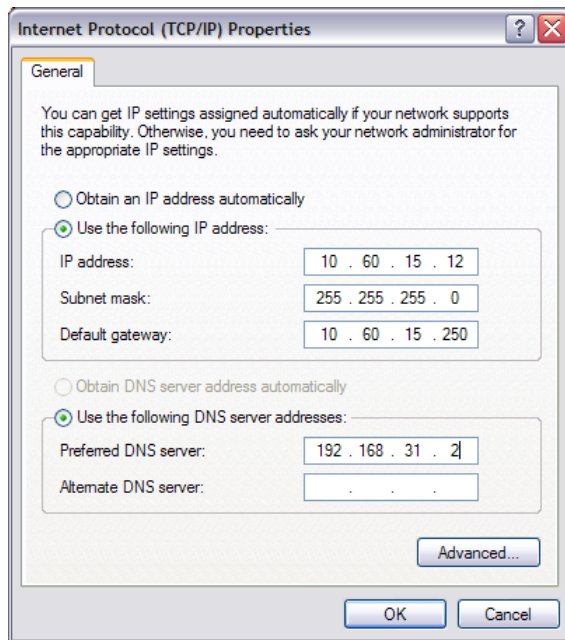 Internet Protocol (TCP/IP) Properties
General
You can get IP settings assigned automatically if your network supports
this capability. Otherwise, you need to ask your network administrator for
the appropriate IP settings.
Obtain an IP address automatically
Use the following IP address:
IP address: 10 . 60 . 15 . 12
Subnet mask: 255 . 255 . 255 . 0
Default gateway: 10 . 60 . 15 . 250
Obtain DNS server address automatically
Use the following DNS server addresses:
Preferred DNS server: 192 . 168 . 31 . 2
Alternate DNS server: . . .
Advanced...
OK Cancel